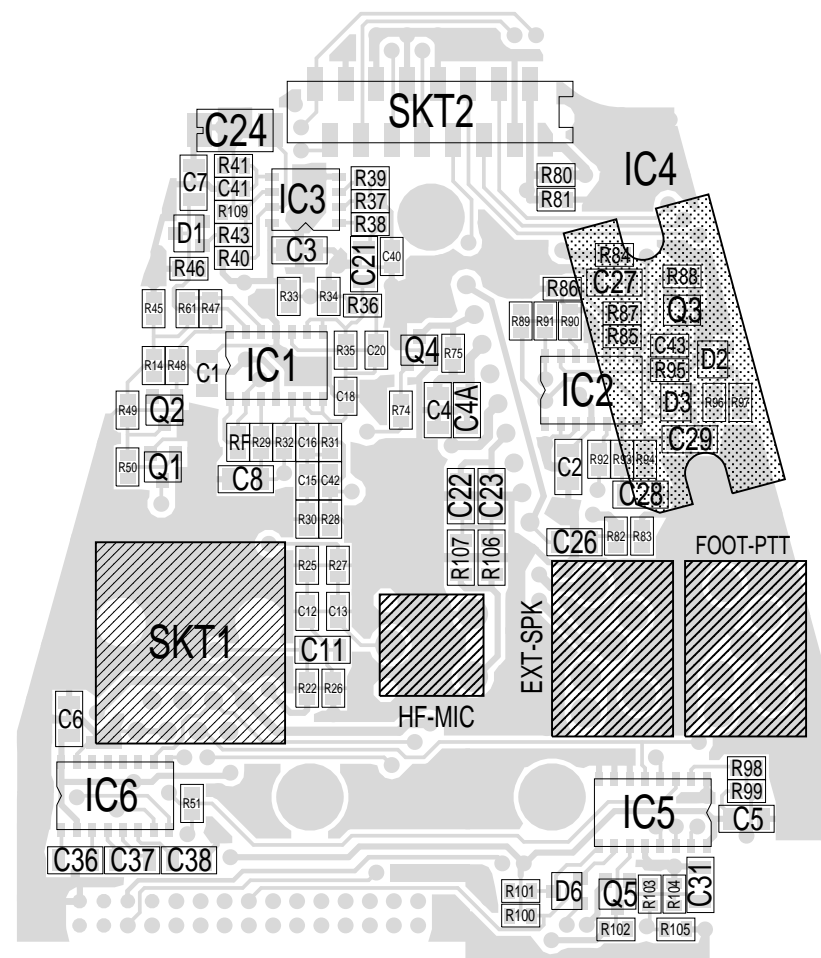 SKT2
C24
IC4
R41
C7
C41
IC3
R39
R37
R38
R80
R81
R109
D1
R43
R40
R46
C3
C21
C40
R84
C27
R88
R86
R45
R61
R47
R33
R34
R36
R89
R91
R90
R87
R85
Q3
C43
R95
D2
R14
R48
C1
IC1
R35
C20
Q4
R75
C18
R74
C4
C4A
IC2
D3
R96
R97
R49
Q2
RF
R29
R32
C16
R31
C29
R50
Q1
C8
C15
C42
C22
C23
C2
R92
R93
R94
C28
R30
R28
R107
R106
C26
R82
R83
FOOT-PTT
R25
R27
SKT1
C12
C13
C11
EXT-SPK
R22
R26
HF-MIC
C6
IC6
R51
IC5
R98
R99
C5
C36
C37
C38
R101
R100
D6
Q5
R103
R104
C31
R102
R105